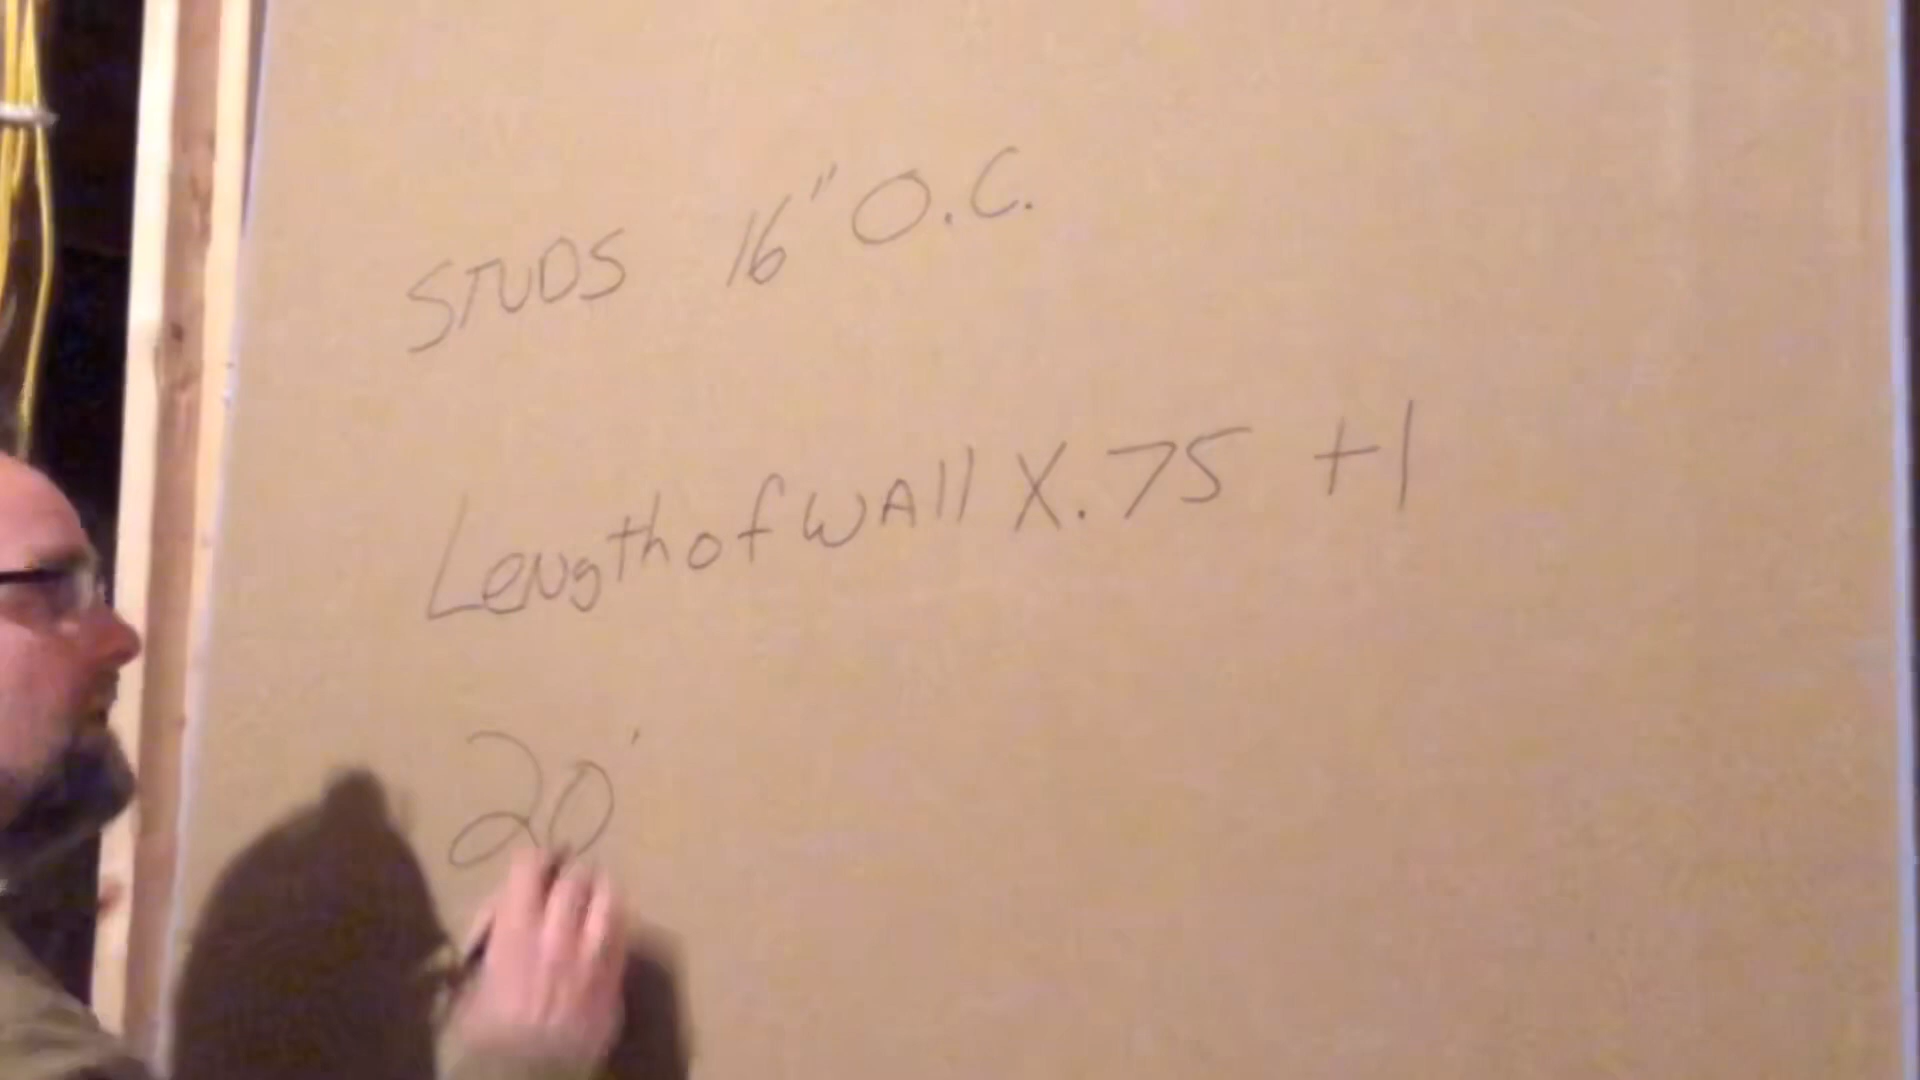 STUDS 16" O.C.
Length of WAll X .75 +1
20'